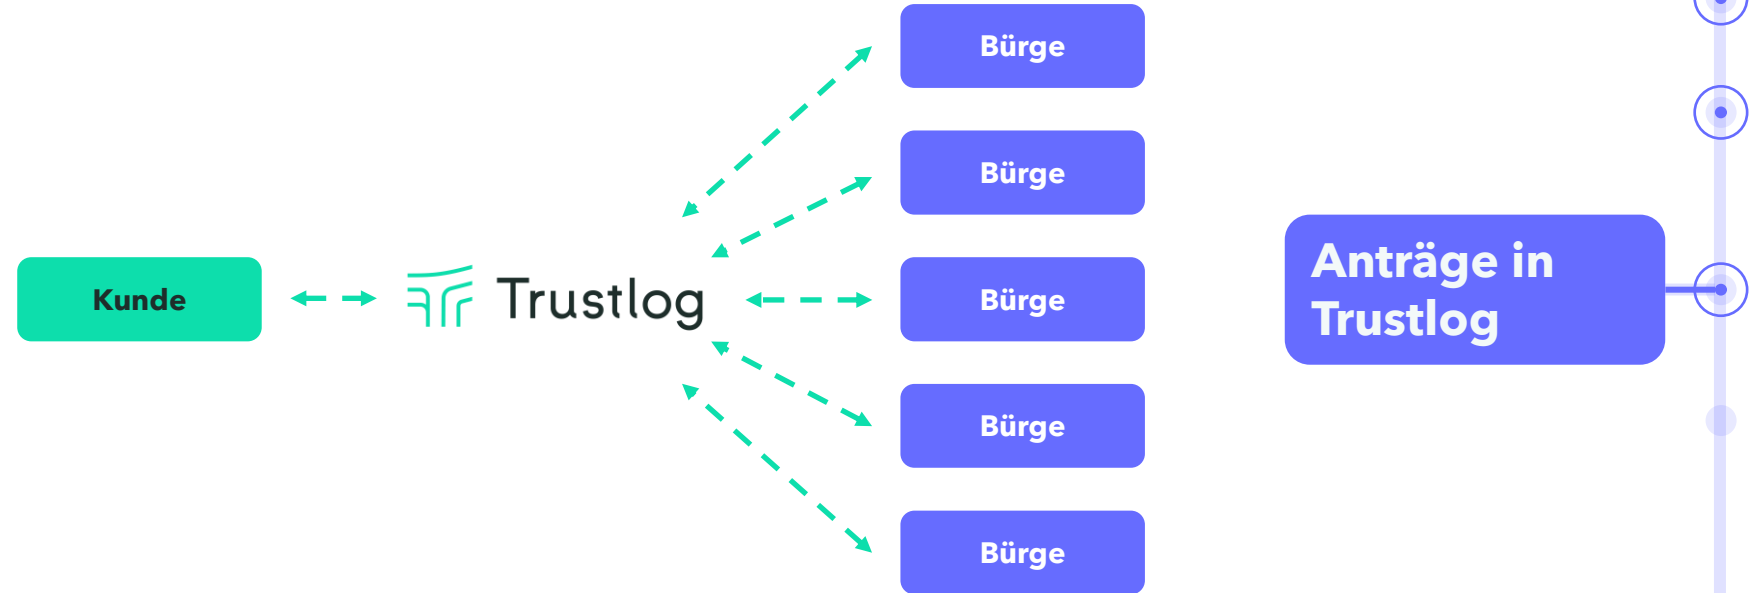 Kunde
Trustlog
Bürge
Bürge
Bürge
Bürge
Bürge
Anträge in
Trustlog